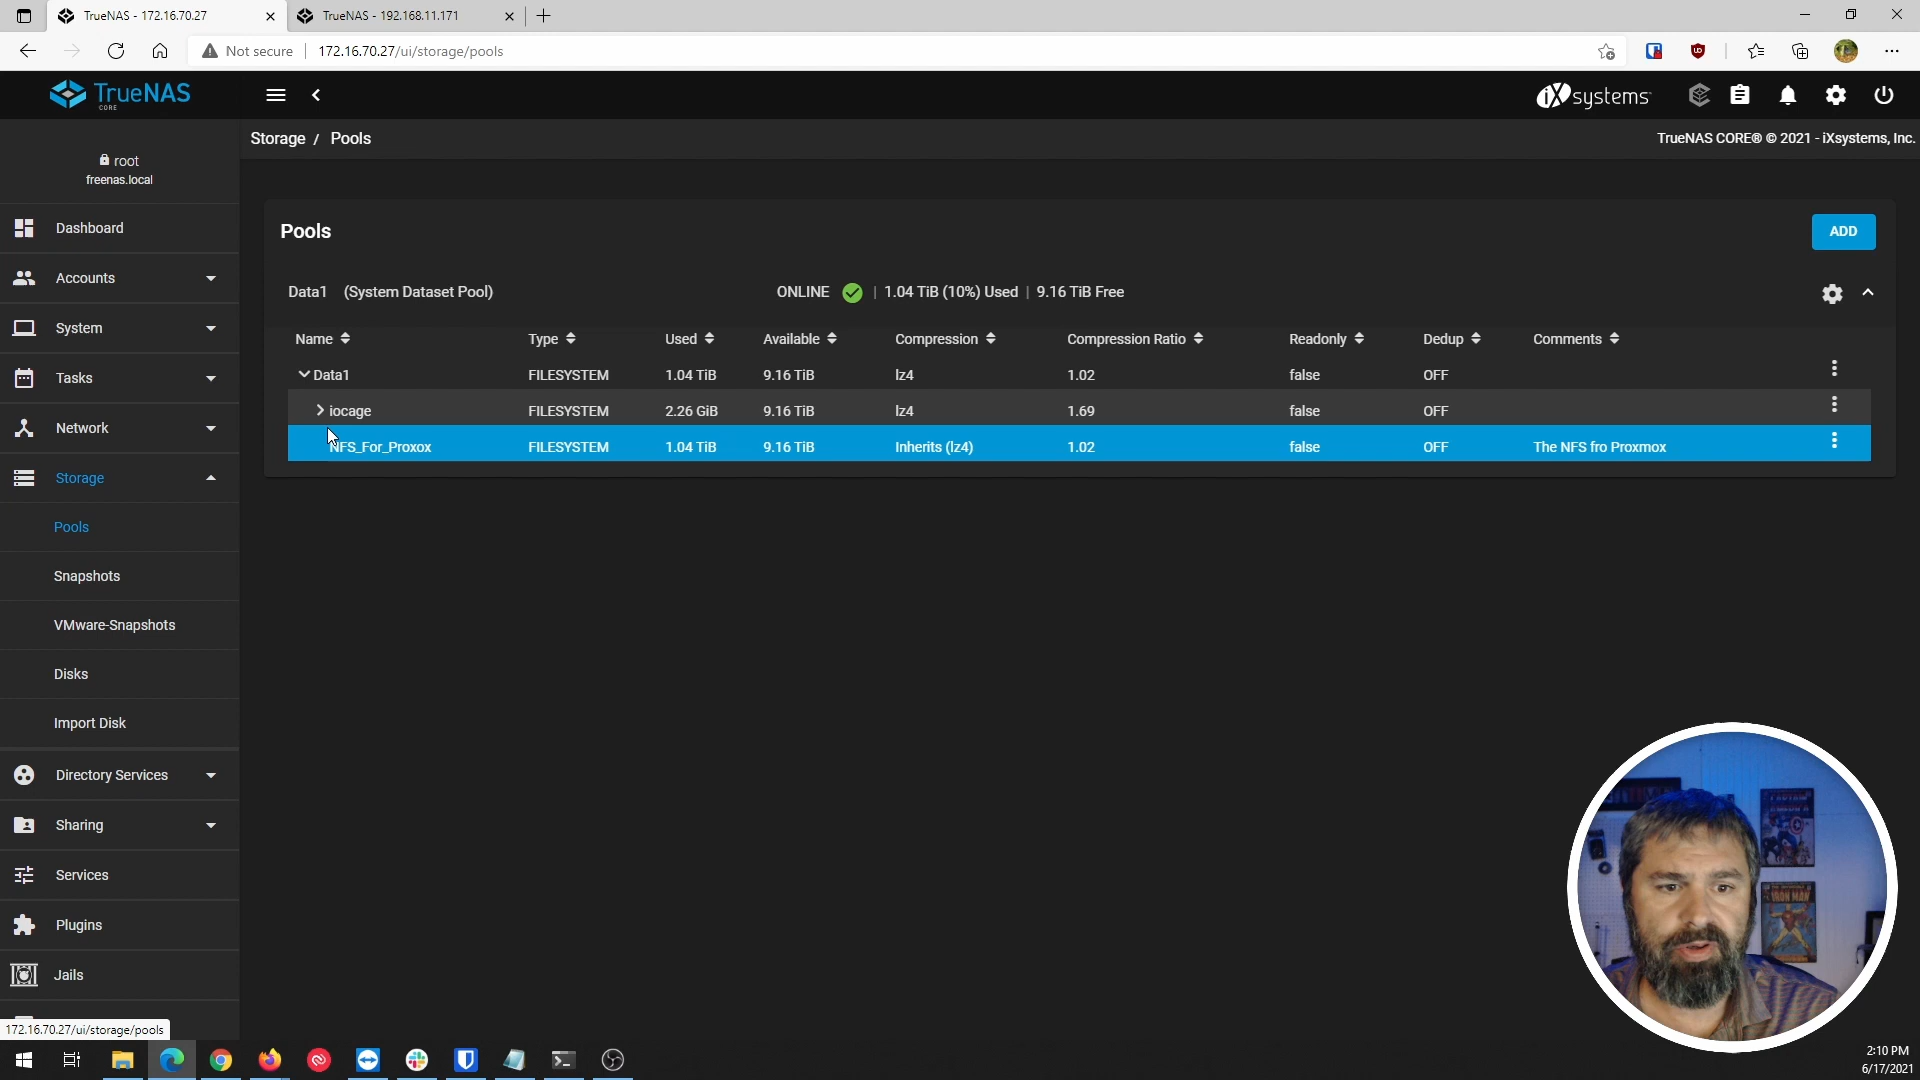 TrueNAS - 172.16.70.27
TrueNAS - 192.168.11.171
Not secure
172.16.70.27/ui/storage/pools
TrueNAS
CORE
iXsystems
Storage / Pools
TrueNAS CORE® © 2021 - iXsystems, Inc.
root
freenas.local
Dashboard
Accounts
System
Tasks
Network
Storage
Pools
Snapshots
VMware-Snapshots
Disks
Import Disk
Directory Services
Sharing
Services
Plugins
Jails
172.16.70.27/ui/storage/pools
Pools
ADD
Data1 (System Dataset Pool) ONLINE | 1.04 TiB (10%) Used | 9.16 TiB Free
Name Type Used Available Compression Compression Ratio Readonly Dedup Comments
Data1 FILESYSTEM 1.04 TiB 9.16 TiB lz4 1.02 false OFF
iocage FILESYSTEM 2.26 GiB 9.16 TiB lz4 1.69 false OFF
NFS_For_Proxox FILESYSTEM 1.04 TiB 9.16 TiB Inherits (lz4) 1.02 false OFF The NFS fro Proxmox
IRON MAN
2:10 PM
6/17/2021